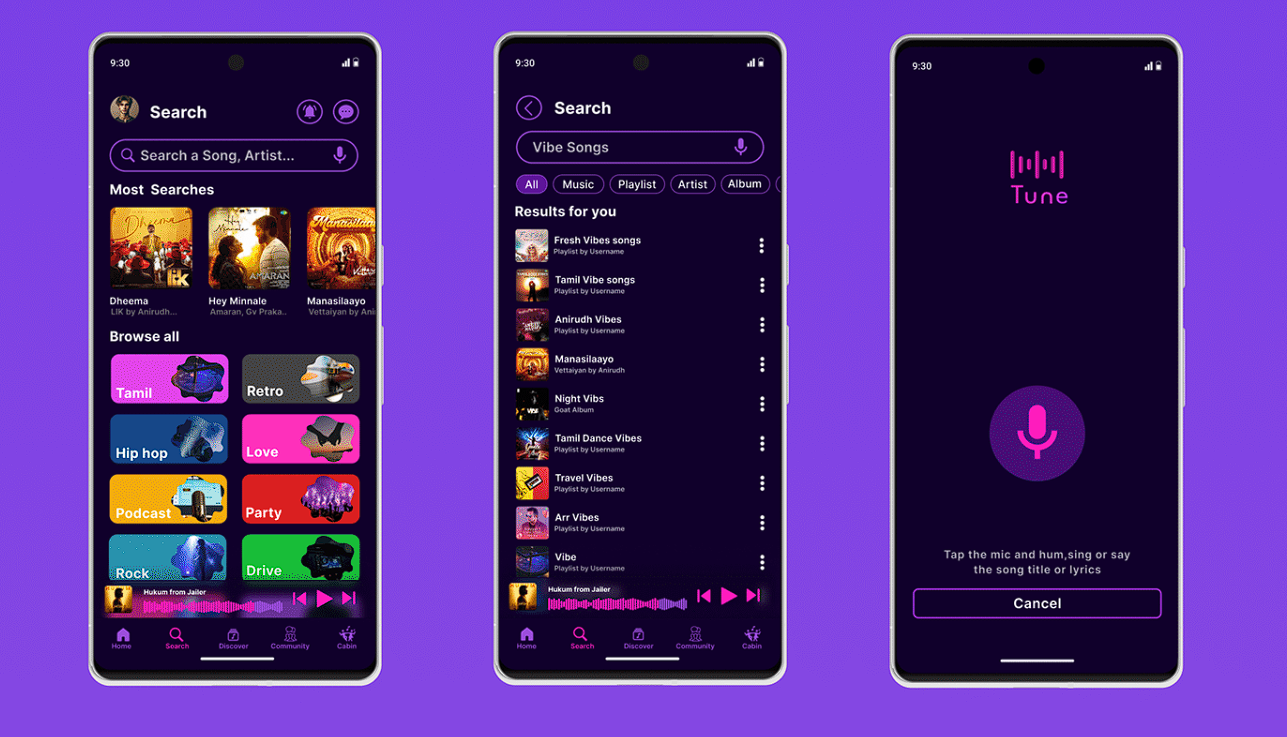 9:30
Search
Search a Song, Artist...
Most Searches
Dheema
Hey Minnale
AMARAN
Manasilaayo
Dheema
LIK by Anirudh...
Hey Minnale
Amaran, Gv Praka..
Manasilaayo
Vettaiyan by Ani
Browse all
Tamil
Retro
Hip hop
Love
Podcast
Party
Rock
Drive
Hukum from Jailer
Home
Search
Discover
Community
Cabin
9:30
Search
Vibe Songs
All
Music
Playlist
Artist
Album
Results for you
Fresh Vibes songs
Playlist by Username
Tamil Vibe songs
Playlist by Username
Anirudh Vibes
Playlist by Username
Manasilaayo
Vettaiyan by Anirudh
Night Vibs
Goat Album
Tamil Dance Vibes
Playlist by Username
Travel Vibes
Playlist by Username
Arr Vibes
Playlist by Username
Vibe
Playlist by Username
Hukum from Jailer
Home
Search
Discover
Community
Cabin
9:30
Tune
Tap the mic and hum,sing or say
the song title or lyrics
Cancel